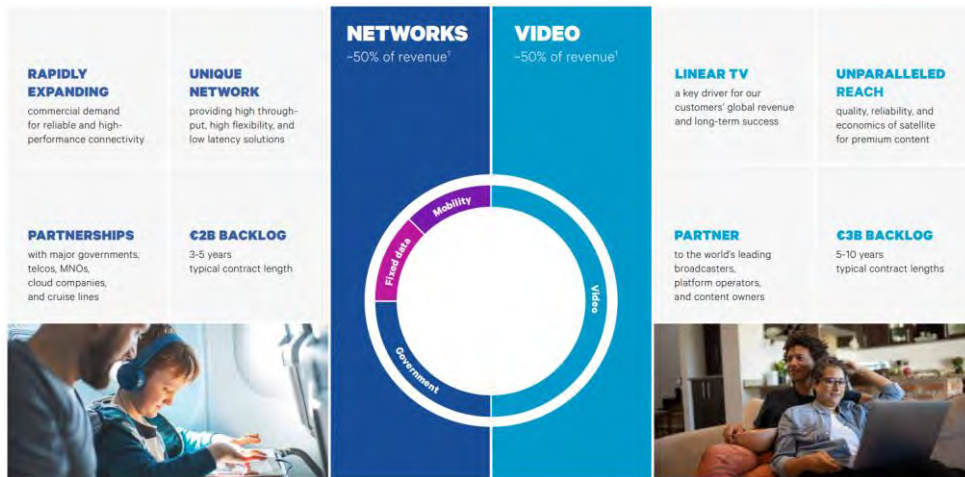 NETWORKS
~50% of revenue¹
VIDEO
~50% of revenue¹
RAPIDLY
EXPANDING
commercial demand
for reliable and high-
performance connectivity
UNIQUE
NETWORK
providing high through-
put, high flexibility, and
low latency solutions
PARTNERSHIPS
with major governments,
telcos, MNOs,
cloud companies,
and cruise lines
€2B BACKLOG
3-5 years
typical contract length
Mobility
Fixed data
Government
Video
LINEAR TV
a key driver for our
customers' global revenue
and long-term success
UNPARALLELED
REACH
quality, reliability, and
economics of satellite
for premium content
PARTNER
to the world's leading
broadcasters,
platform operators,
and content owners
€3B BACKLOG
5-10 years
typical contract lengths